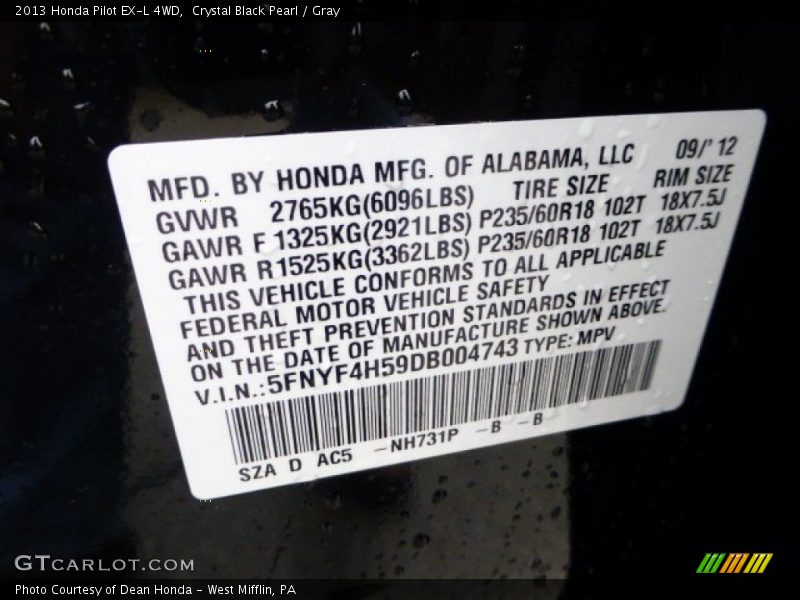 2013 Honda Pilot EX-L 4WD, Crystal Black Pearl / Gray
MFD. BY HONDA MFG. OF ALABAMA, LLC 09/' 12
GVWR 2765KG(6096LBS) TIRE SIZE RIM SIZE
GAWR F 1325KG(2921LBS) P235/60R18 102T 18X7.5J
GAWR R 1525KG(3362LBS) P235/60R18 102T 18X7.5J
THIS VEHICLE CONFORMS TO ALL APPLICABLE
FEDERAL MOTOR VEHICLE SAFETY
AND THEFT PREVENTION STANDARDS IN EFFECT
ON THE DATE OF MANUFACTURE SHOWN ABOVE.
V.I.N.:5FNYF4H59DB004743 TYPE: MPV
SZA D AC5 -NH731P -B -B
GTCARLOT.COM
Photo Courtesy of Dean Honda - West Mifflin, PA